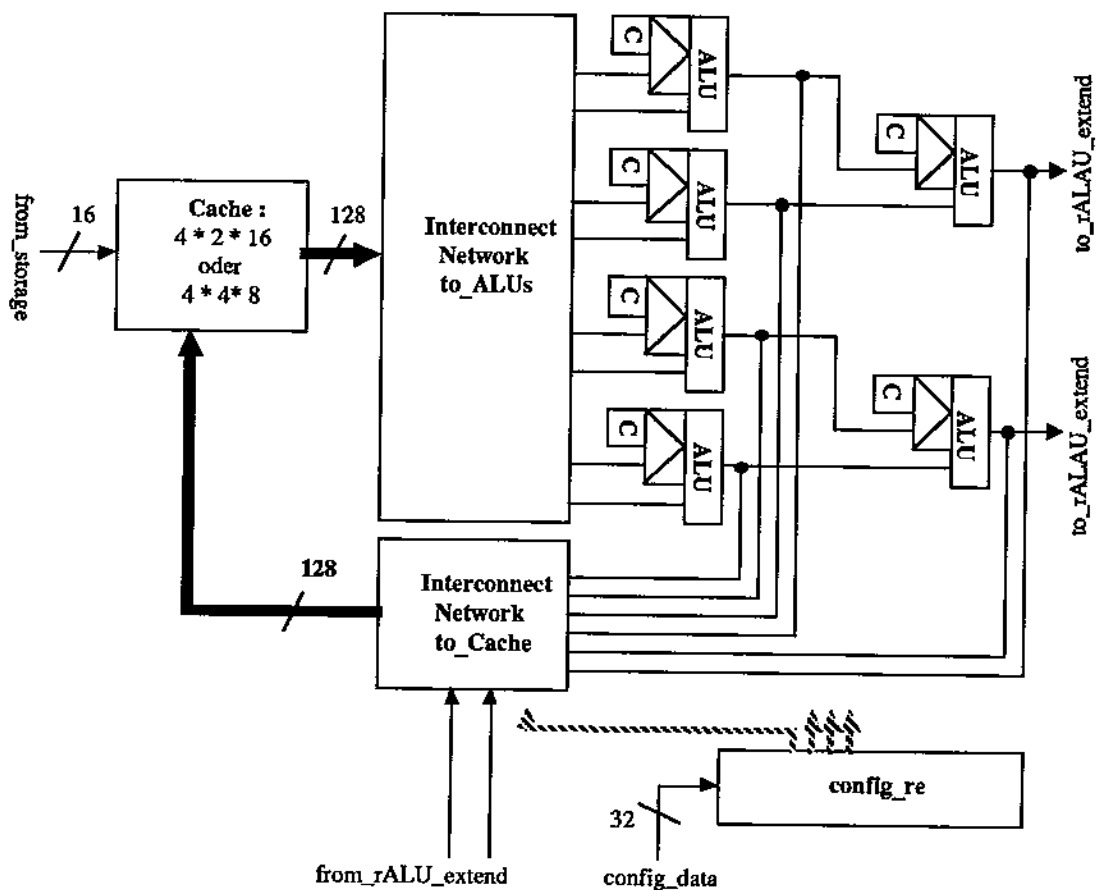 C
ALU
C
ALU
to_rALAU_extend
from_storage
16
Cache :
4 * 2 * 16
oder
4 * 4* 8
128
Interconnect
Network
to_ALUs
C
ALU
C
ALU
C
ALU
to_rALAU_extend
C
ALU
128
Interconnect
Network
to_Cache
config_re
32
from_rALU_extend
config_data